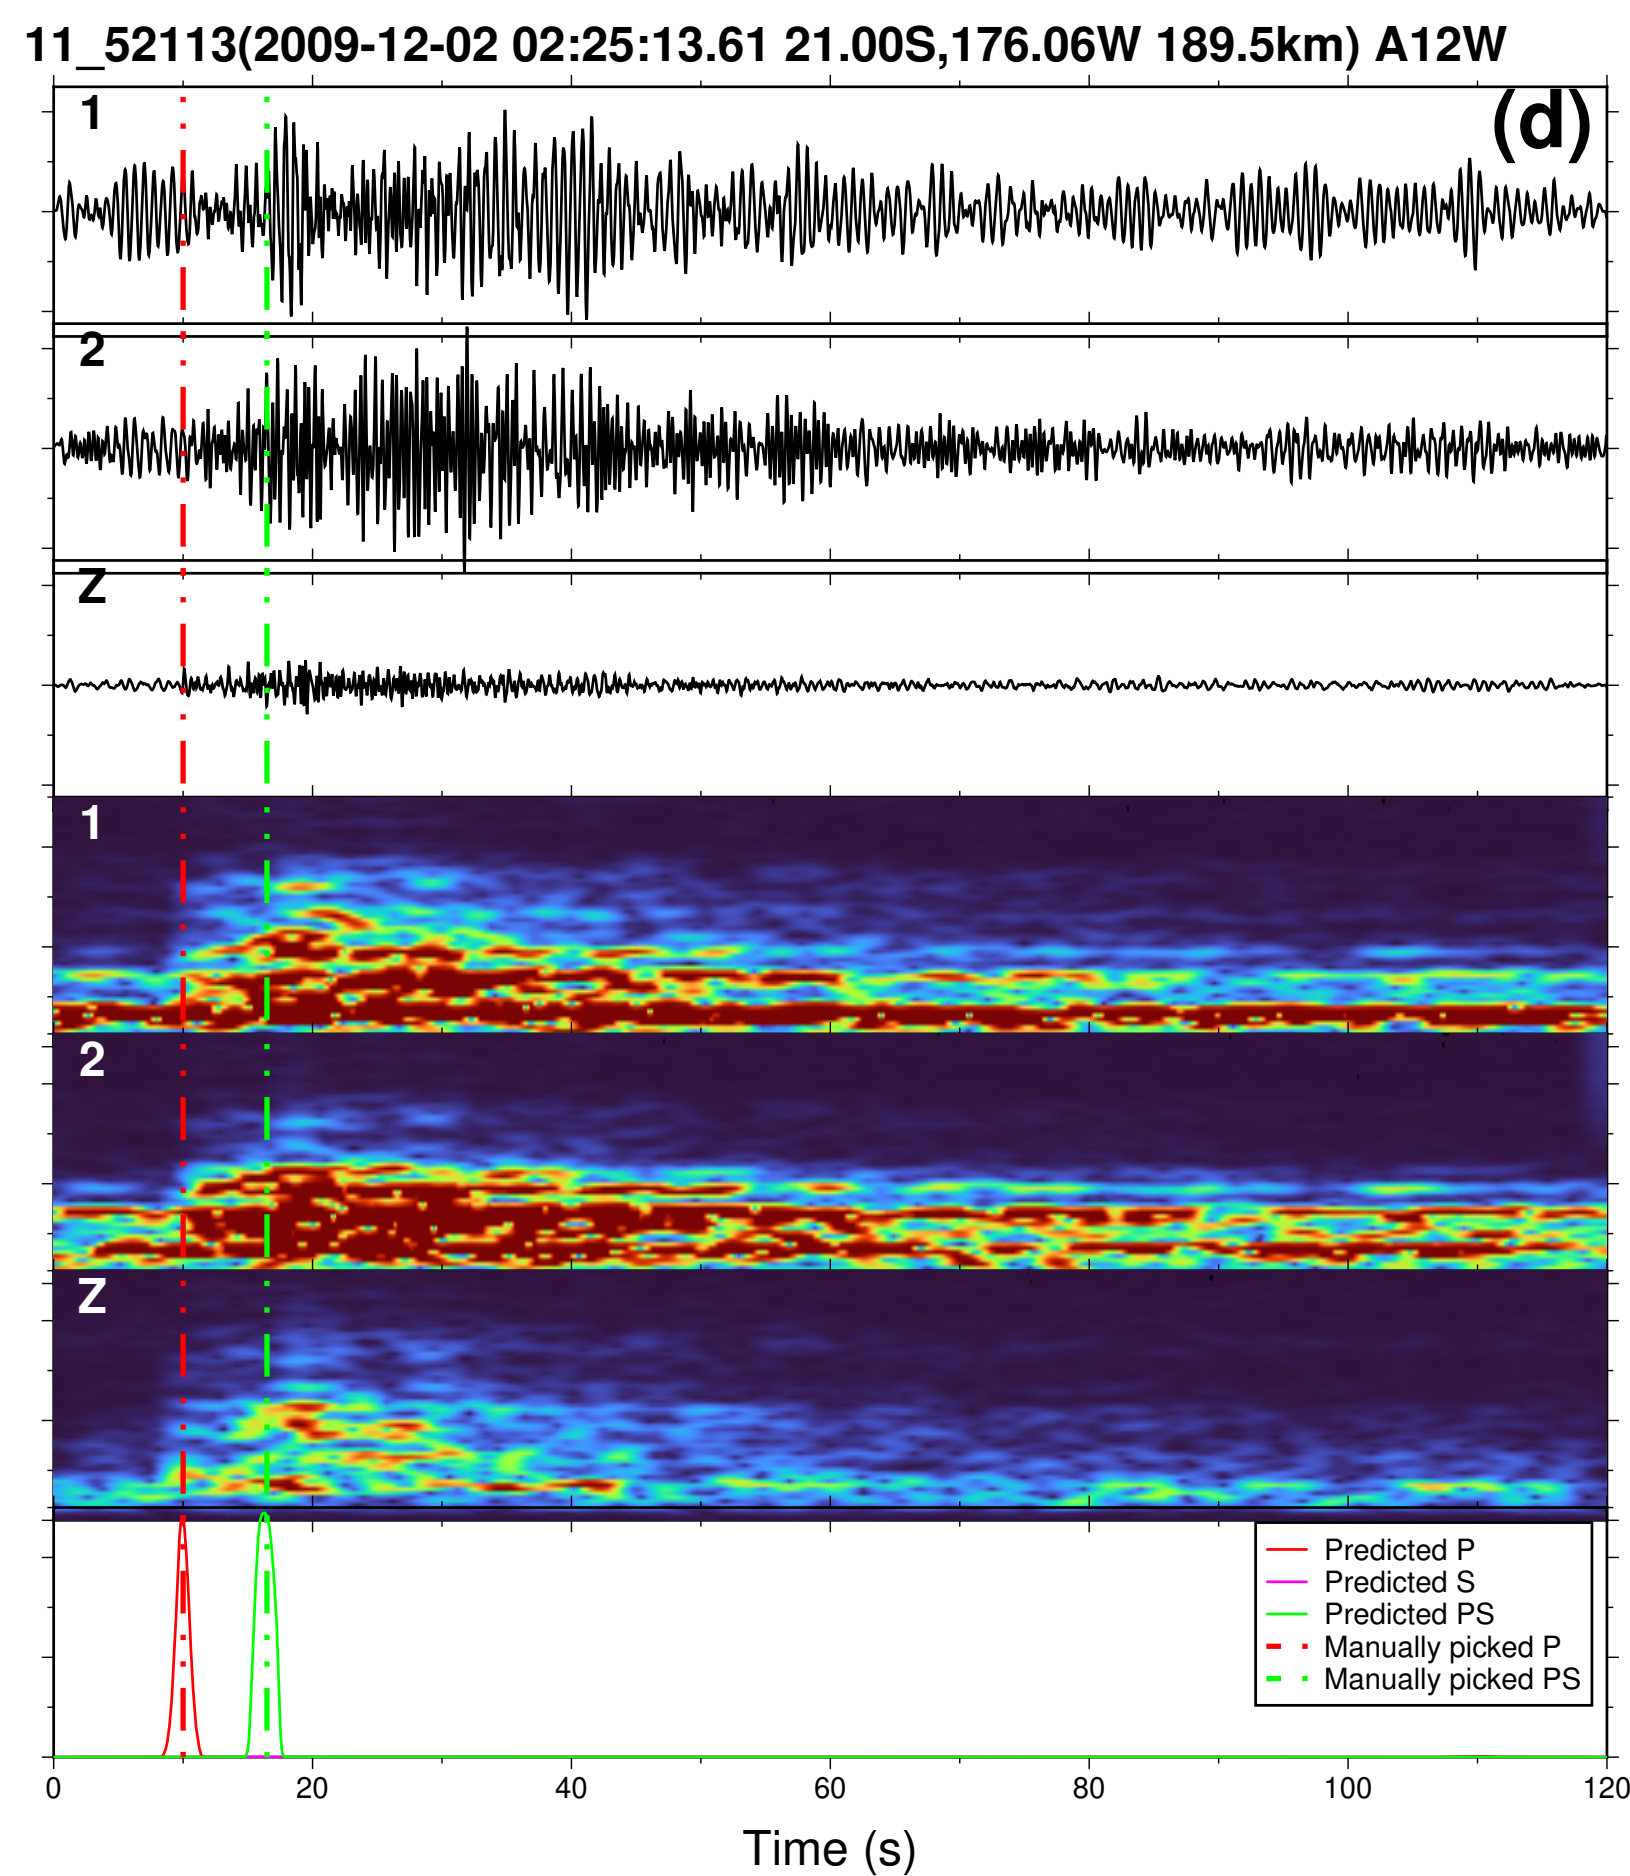 11_52113(2009-12-02 02:25:13.61 21.00S,176.06W 189.5km) A12W
1
(d)
2
Z
1
2
Z
Predicted P
Predicted S
Predicted PS
Manually picked P
Manually picked PS
0 20 40 60 80 100 120
Time (s)